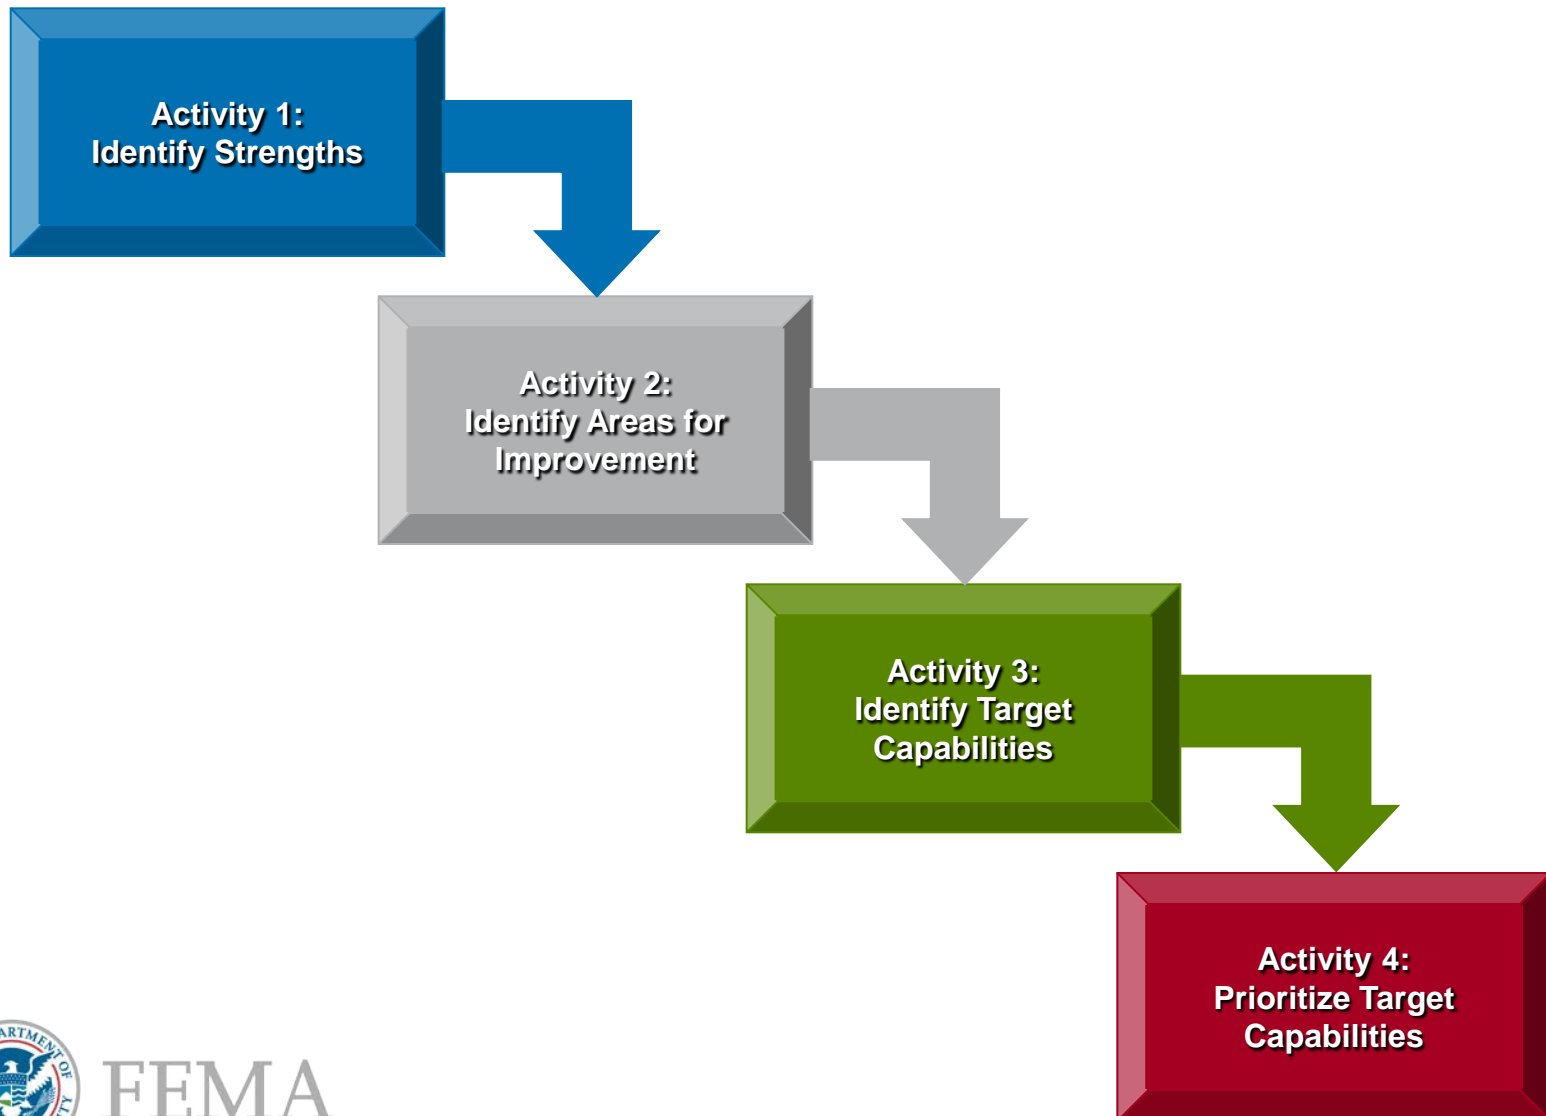 Activity 1:
Identify Strengths
Activity 2:
Identify Areas for
Improvement
Activity 3:
Identify Target
Capabilities
Activity 4:
Prioritize Target
Capabilities
FEMA